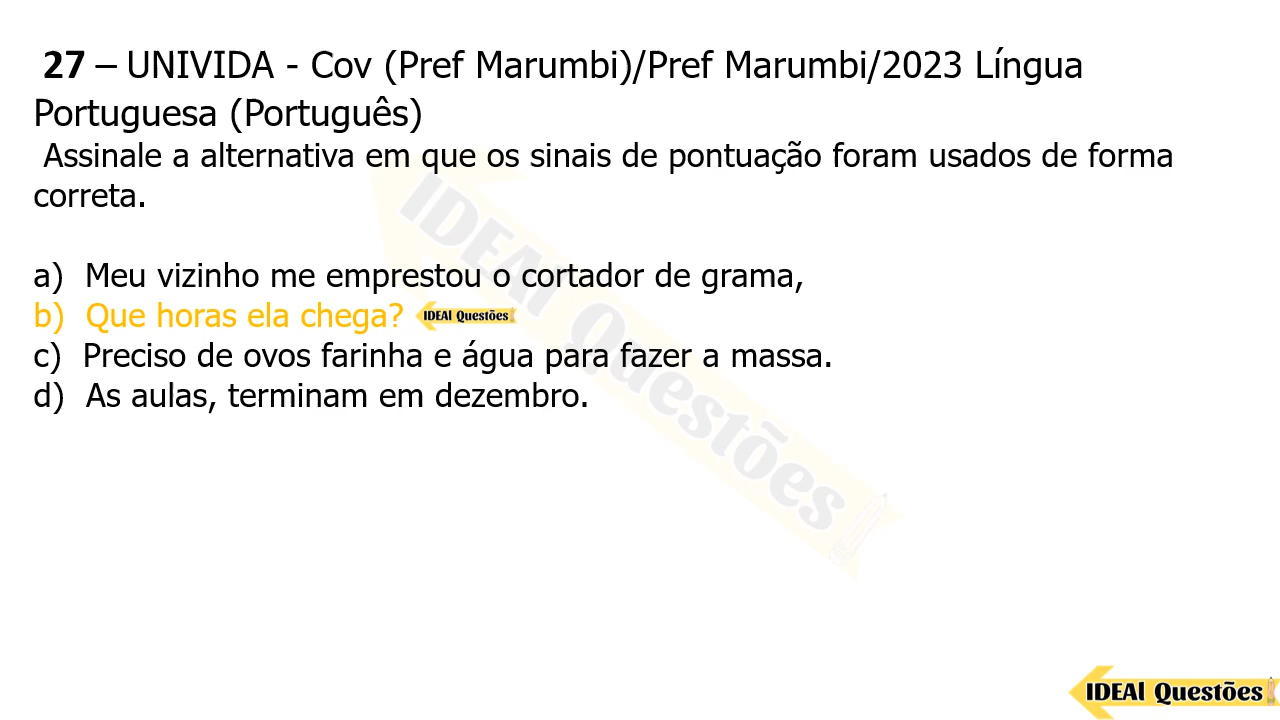 27 – UNIVIDA - Cov (Pref Marumbi)/Pref Marumbi/2023 Língua
Portuguesa (Português)
Assinale a alternativa em que os sinais de pontuação foram usados de forma
correta.
a) Meu vizinho me emprestou o cortador de grama,
b) Que horas ela chega? IDEAl Questões
c) Preciso de ovos farinha e água para fazer a massa.
d) As aulas, terminam em dezembro.
IDEAl Questões
IDEAl Questões